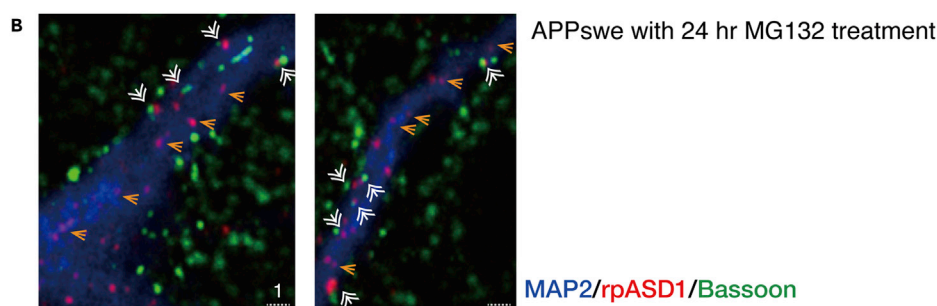 B
APPswe with 24 hr MG132 treatment
1
MAP2/rpASD1/Bassoon